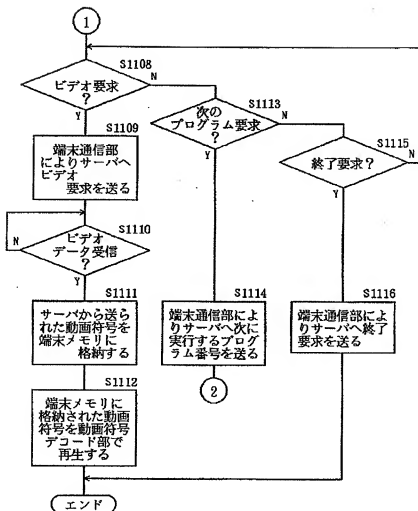 1
S1108
ビデオ要求
?
N
Y
S1109
端末通信部
によりサーバへ
ビデオ
要求を送る
S1110
ビデオ
データ受信
?
N
Y
S1111
サーバから送ら
れた動画符号を
端末メモリに
格納する
S1112
端末メモリに
格納された動画
符号を動画符号
デコード部で
再生する
エンド
S1113
次の
プログラム要求
?
N
Y
S1114
端末通信部によ
りサーバへ次に
実行するプログ
ラム番号を送る
2
S1115
終了要求?
N
Y
S1116
端末通信部によ
りサーバへ終了
要求を送る